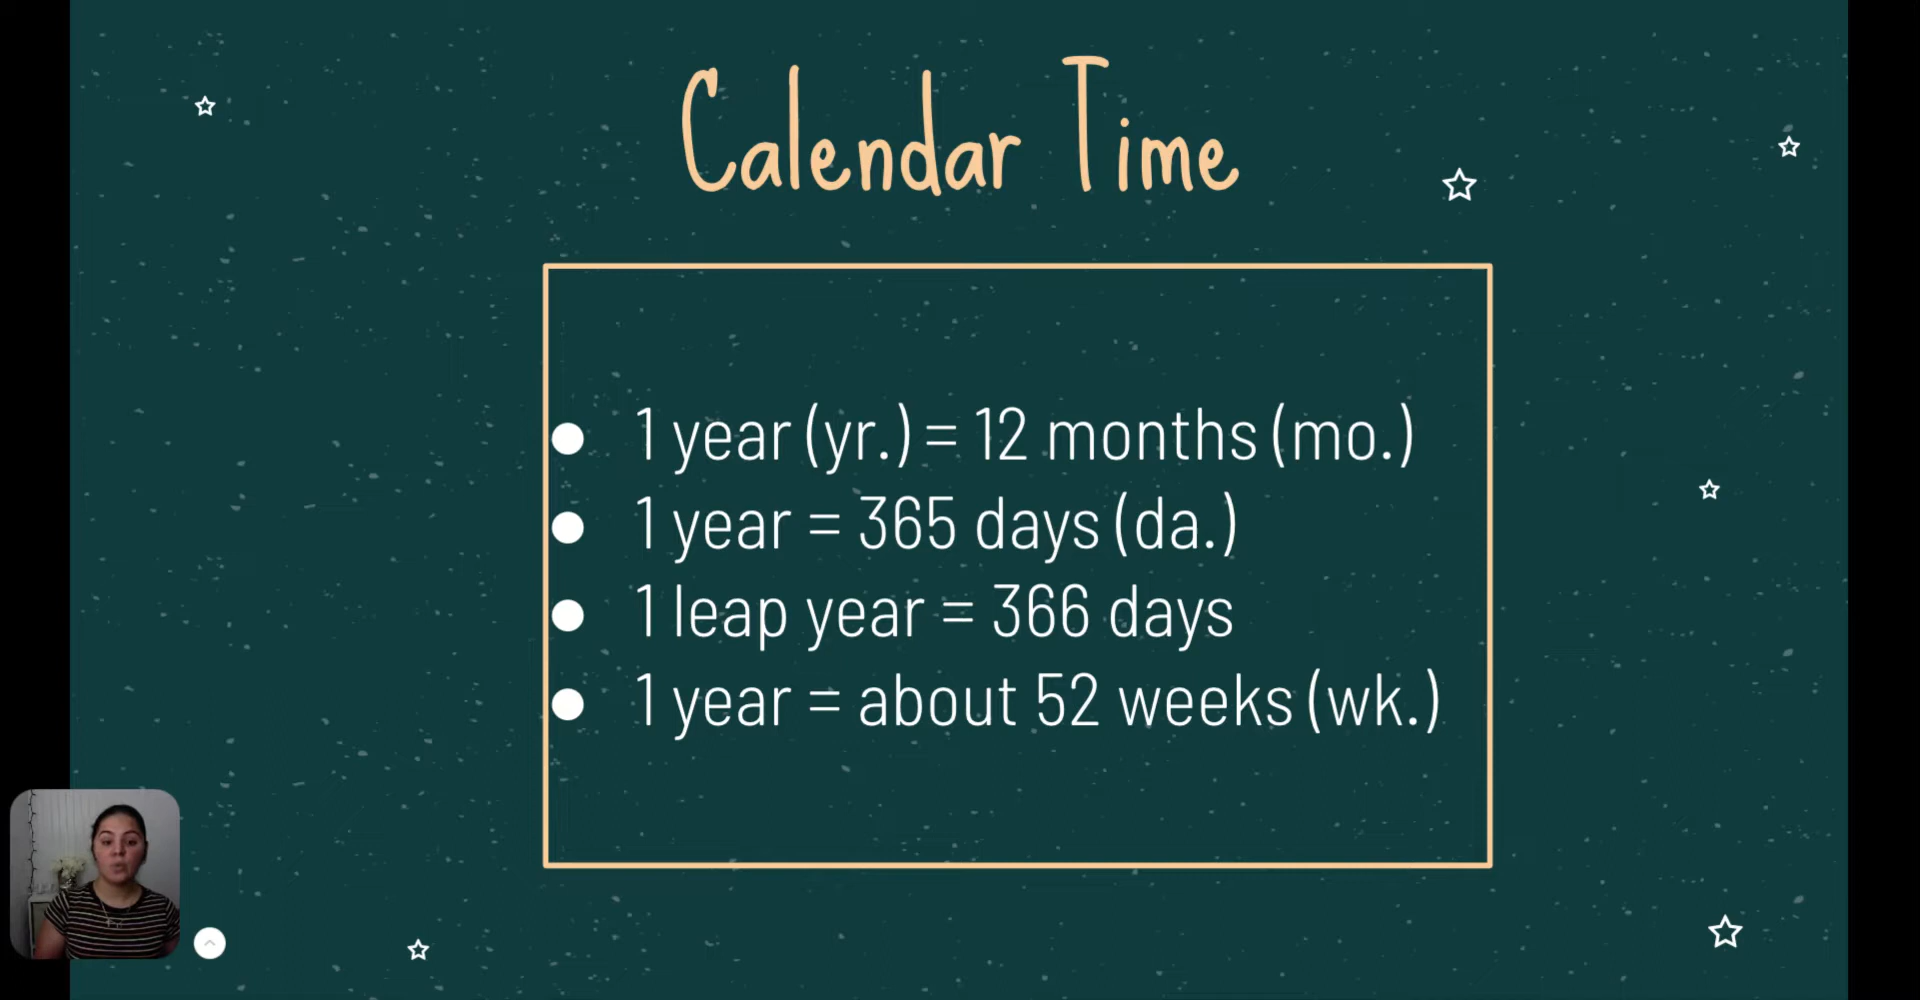 Calendar Time
1 year (yr.) = 12 months (mo.)
1 year = 365 days (da.)
1 leap year = 366 days
1 year = about 52 weeks (wk.)